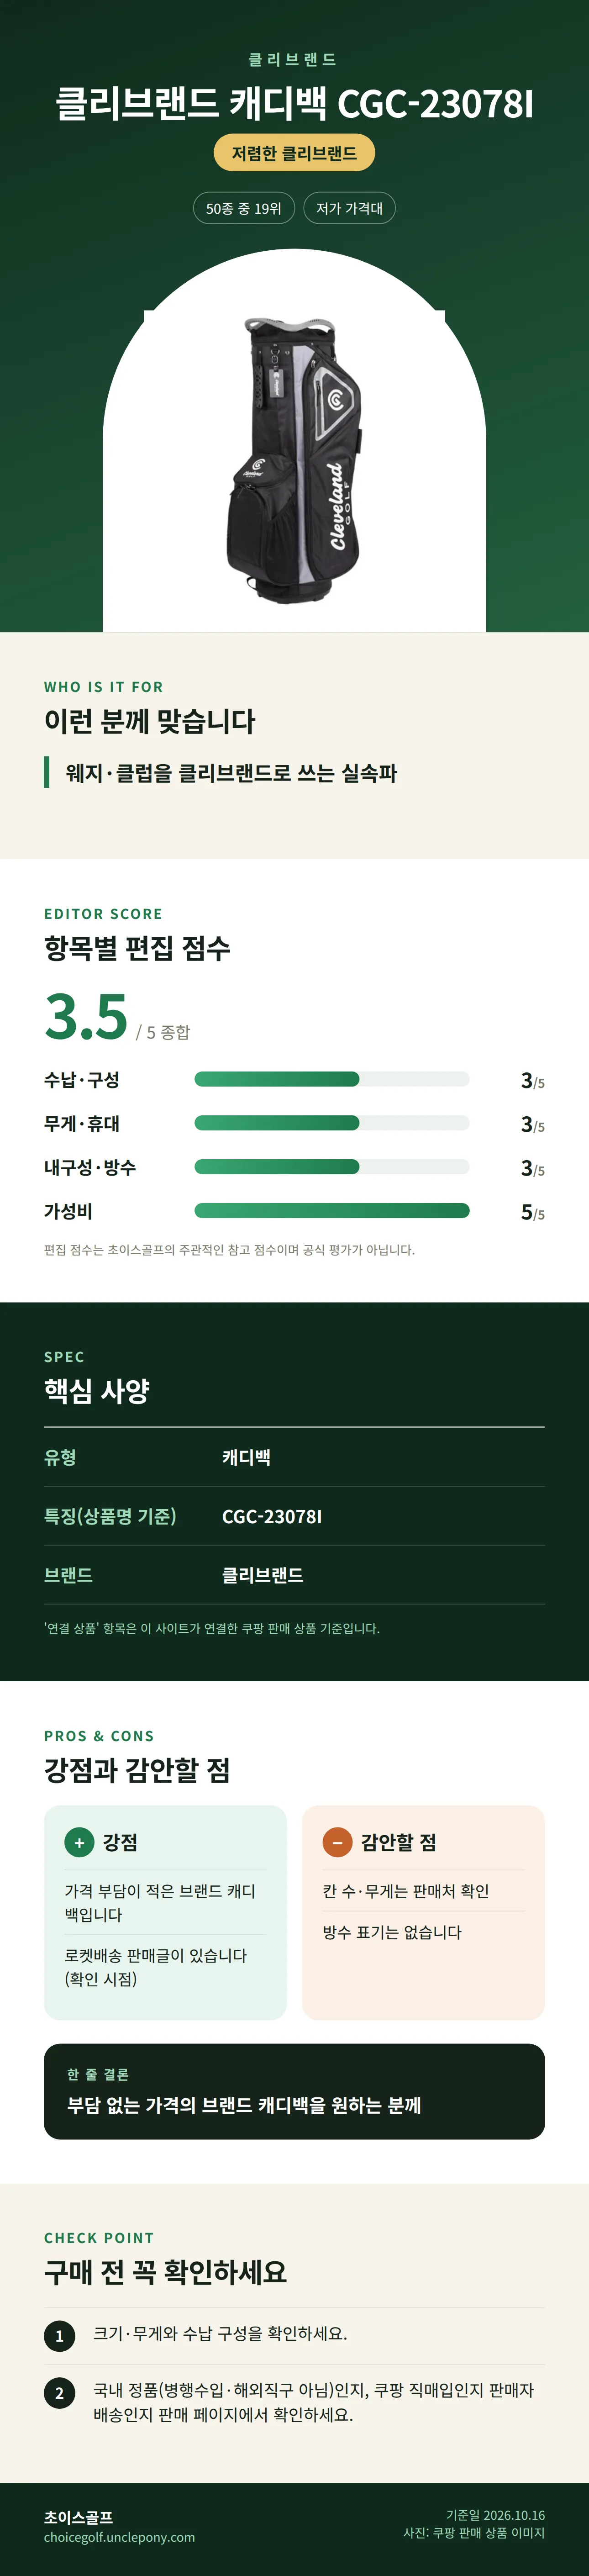 클리브랜드
클리브랜드 캐디백 CGC-23078I
저렴한 클리브랜드
50종 중 19위
저가 가격대
Cleveland
GOLF
Cleveland
WHO IS IT FOR
이런 분께 맞습니다
웨지·클럽을 클리브랜드로 쓰는 실속파
EDITOR SCORE
항목별 편집 점수
3.5 / 5 종합
수납·구성 3/5
무게·휴대 3/5
내구성·방수 3/5
가성비 5/5
편집 점수는 초이스골프의 주관적인 참고 점수이며 공식 평가가 아닙니다.
SPEC
핵심 사양
유형 캐디백
특징(상품명 기준) CGC-23078I
브랜드 클리브랜드
'연결 상품' 항목은 이 사이트가 연결한 쿠팡 판매 상품 기준입니다.
PROS & CONS
강점과 감안할 점
+ 강점
가격 부담이 적은 브랜드 캐디
백입니다
로켓배송 판매글이 있습니다
(확인 시점)
− 감안할 점
칸 수·무게는 판매처 확인
방수 표기는 없습니다
한 줄 결론
부담 없는 가격의 브랜드 캐디백을 원하는 분께
CHECK POINT
구매 전 꼭 확인하세요
1 크기·무게와 수납 구성을 확인하세요.
2 국내 정품(병행수입·해외직구 아님)인지, 쿠팡 직매입인지 판매자
배송인지 판매 페이지에서 확인하세요.
초이스골프
choicegolf.unclepony.com
기준일 2026.10.16
사진: 쿠팡 판매 상품 이미지